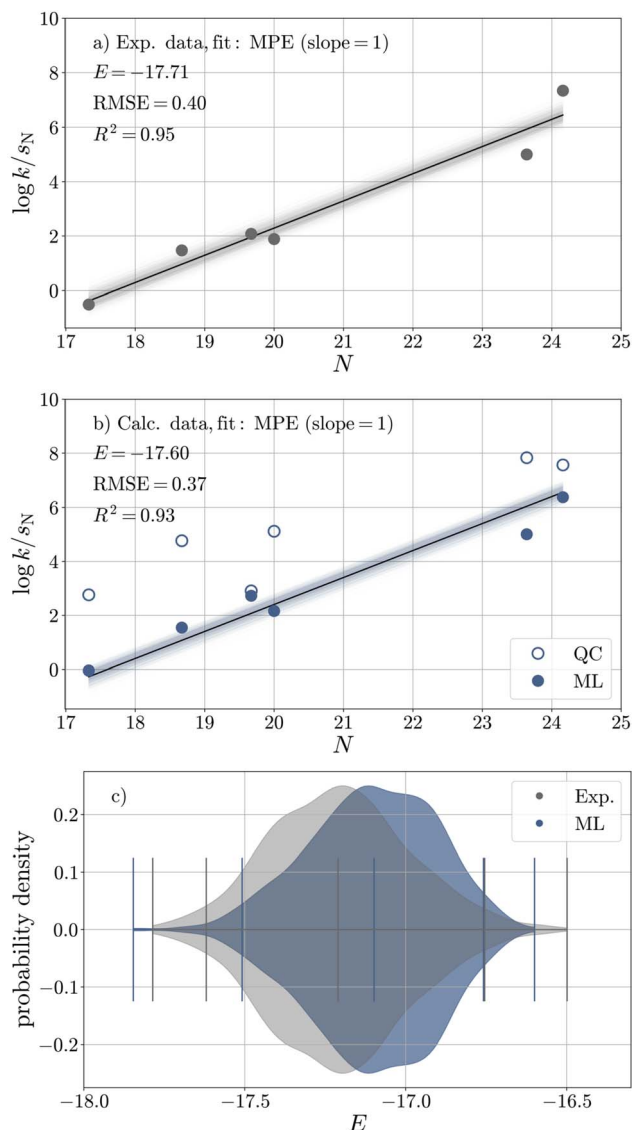 a) Exp. data, fit: MPE (slope = 1)
E = −17.71
RMSE = 0.40
R² = 0.95
10
8
6
4
2
0
log k/s_N
17 18 19 20 21 22 23 24 25
N
b) Calc. data, fit: MPE (slope = 1)
E = −17.60
RMSE = 0.37
R² = 0.93
10
8
6
4
2
0
log k/s_N
QC
ML
17 18 19 20 21 22 23 24 25
N
c)
Exp.
ML
0.2
0.1
0.0
−0.1
−0.2
probability density
−18.0 −17.5 −17.0 −16.5
E